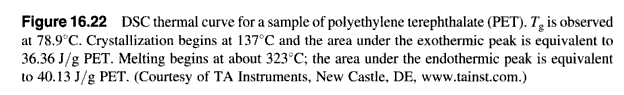 Figure 16.22 DSC thermal curve for a sample of polyethylene terephthalate (PET). Tg is observed
at 78.9°C. Crystallization begins at 137°C and the area under the exothermic peak is equivalent to
36.36 J/g PET. Melting begins at about 323°C; the area under the endothermic peak is equivalent
to 40.13 J/g PET. (Courtesy of TA Instruments, New Castle, DE, www.tainst.com.)